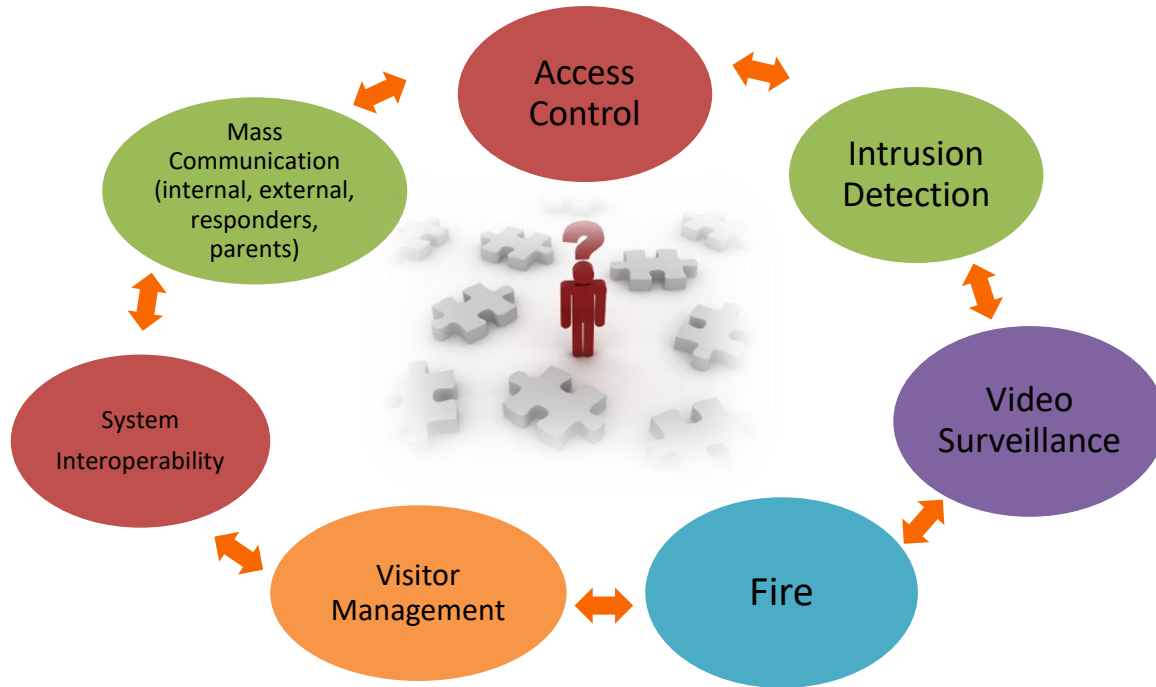 Access
Control
Intrusion
Detection
Video
Surveillance
Fire
Visitor
Management
System
Interoperability
Mass
Communication
(internal, external,
responders,
parents)
?